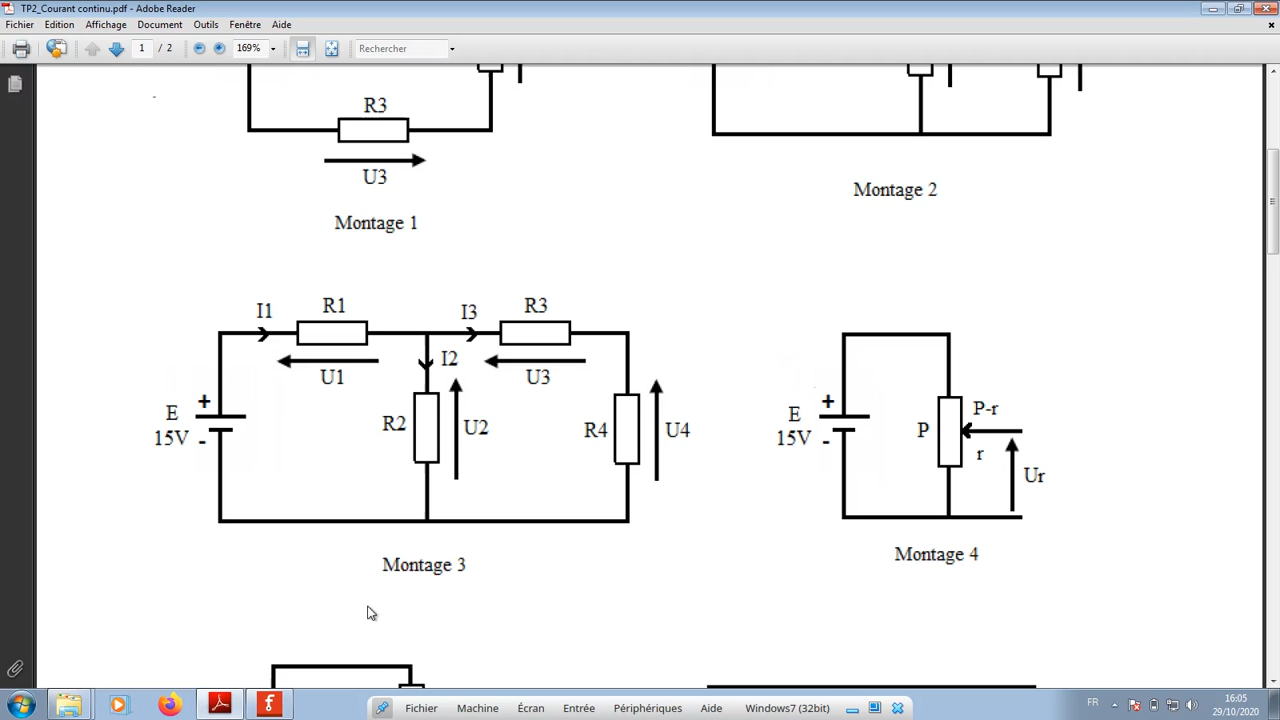 TP2_Courant continu.pdf - Adobe Reader
Fichier Edition Affichage Document Outils Fenêtre Aide
1 / 2 169% Rechercher
R3
U3
Montage 1
Montage 2
I1 R1 I3 R3
U1 I2 U3
E + 15V -
R2 U2 R4 U4
Montage 3
E + 15V -
P P-r
r
Ur
Montage 4
Fichier Machine Écran Entrée Périphériques Aide Windows7 (32bit)
FR 16:05
29/10/2020